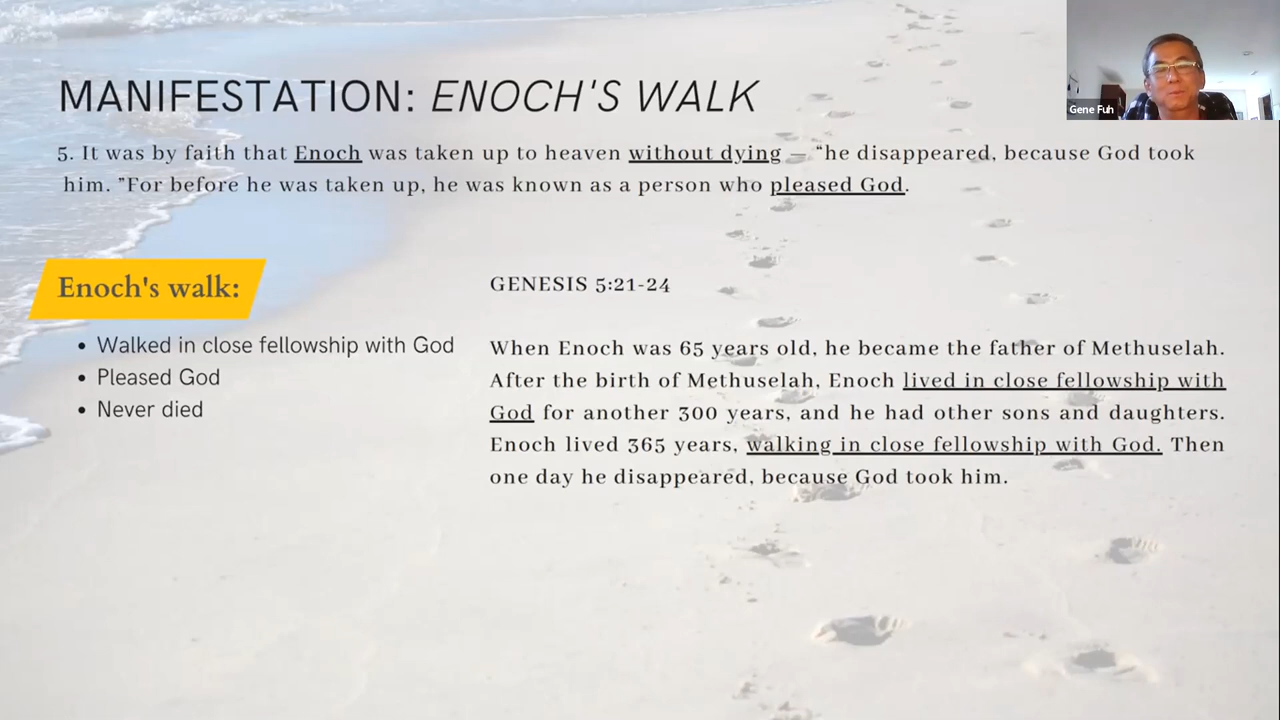 MANIFESTATION: ENOCH'S WALK
Gene Fuh
5. It was by faith that Enoch was taken up to heaven without dying — “he disappeared, because God took
him. ”For before he was taken up, he was known as a person who pleased God.
Enoch's walk:
• Walked in close fellowship with God
• Pleased God
• Never died
GENESIS 5:21-24
When Enoch was 65 years old, he became the father of Methuselah.
After the birth of Methuselah, Enoch lived in close fellowship with
God for another 300 years, and he had other sons and daughters.
Enoch lived 365 years, walking in close fellowship with God. Then
one day he disappeared, because God took him.